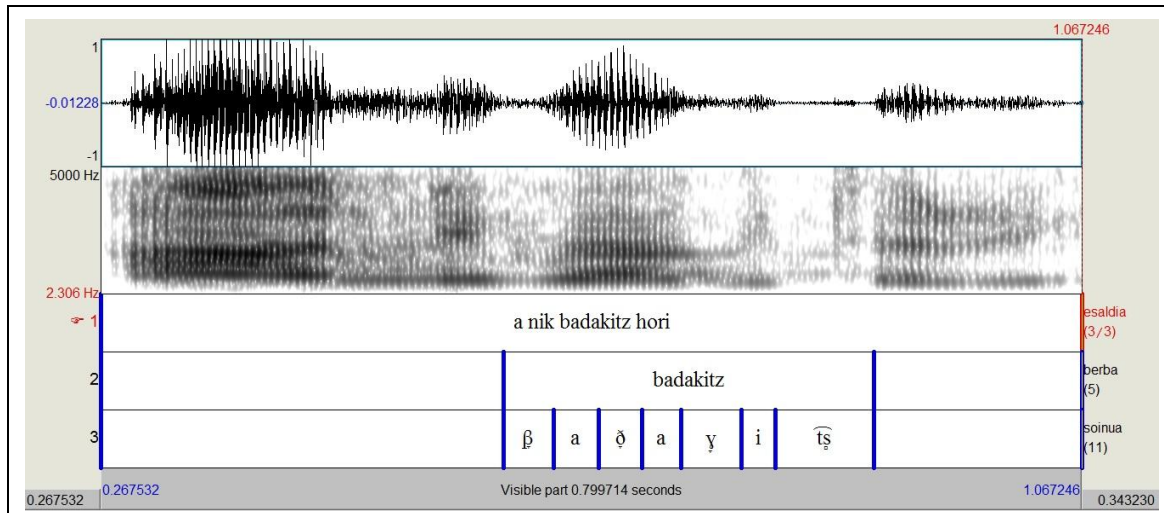 1.067246
1
-0.01228
-1
5000 Hz
2.306 Hz
☞ 1 a nik badakitz hori esaldia (3/3)
2 badakitz berba (5)
3 β̞ a ð̞ a ɣ̞ i t͡s̻ soinua (11)
0.267532 Visible part 0.799714 seconds 1.067246
0.267532 0.343230